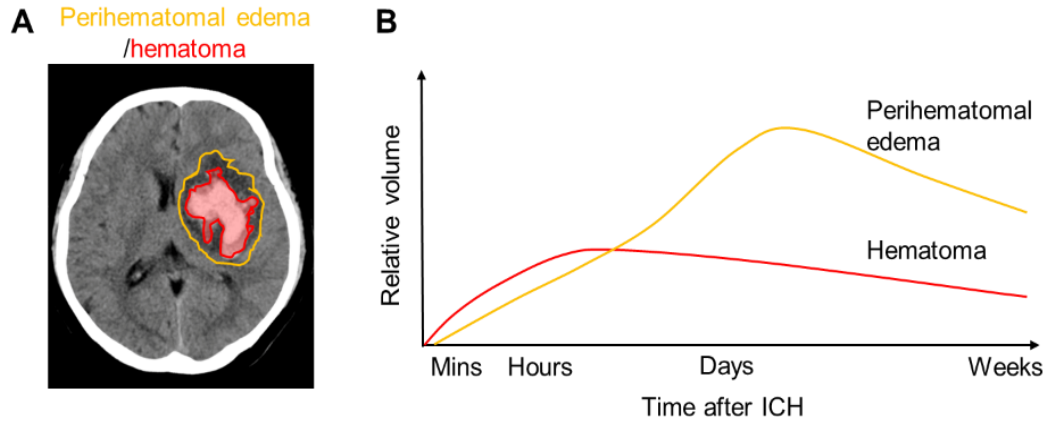 A
Perihematomal edema
/hematoma
B
Relative volume
Perihematomal
edema
Hematoma
Mins Hours Days Weeks
Time after ICH